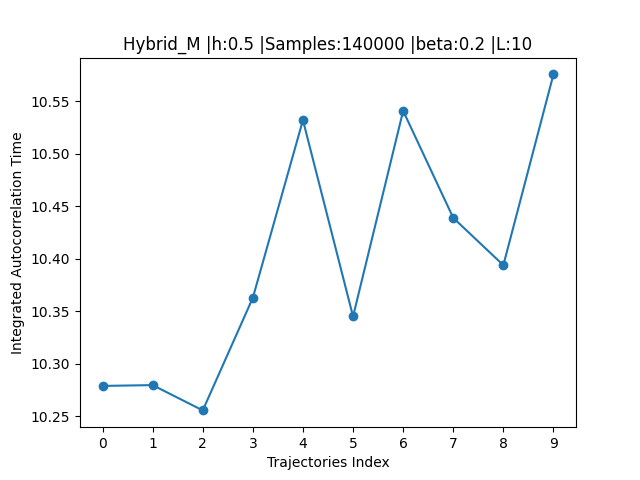 Hybrid_M |h:0.5 |Samples:140000 |beta:0.2 |L:10
Integrated Autocorrelation Time
10.55
10.50
10.45
10.40
10.35
10.30
10.25
0 1 2 3 4 5 6 7 8 9
Trajectories Index